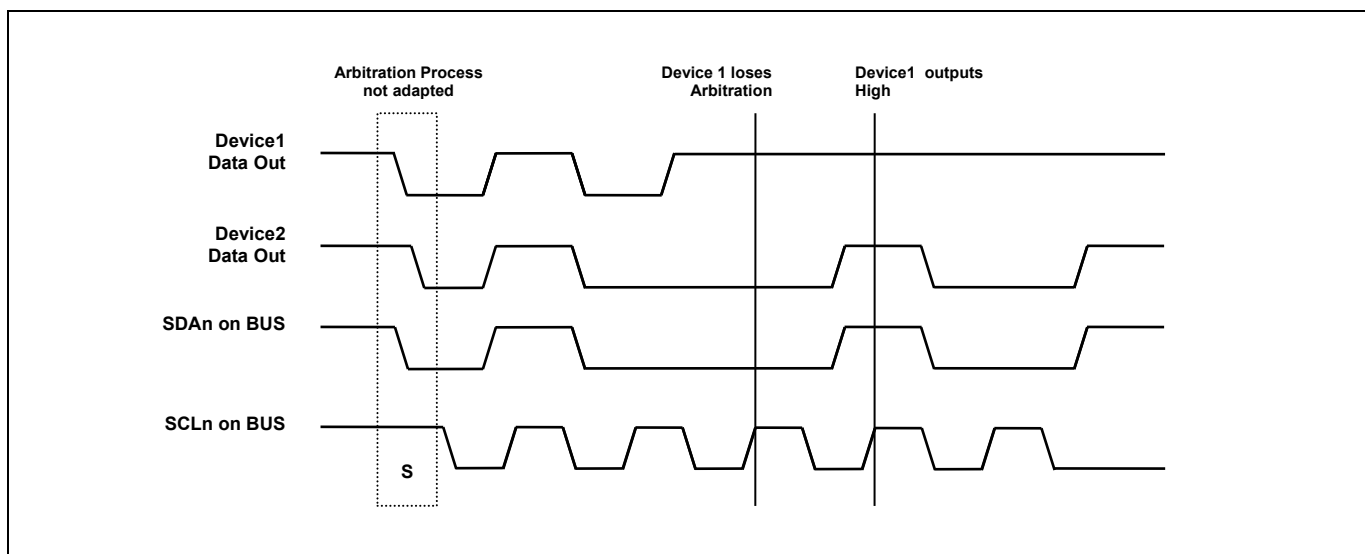 Arbitration Process
not adapted
Device 1 loses
Arbitration
Device1 outputs
High
Device1
Data Out
Device2
Data Out
SDAn on BUS
SCLn on BUS
S